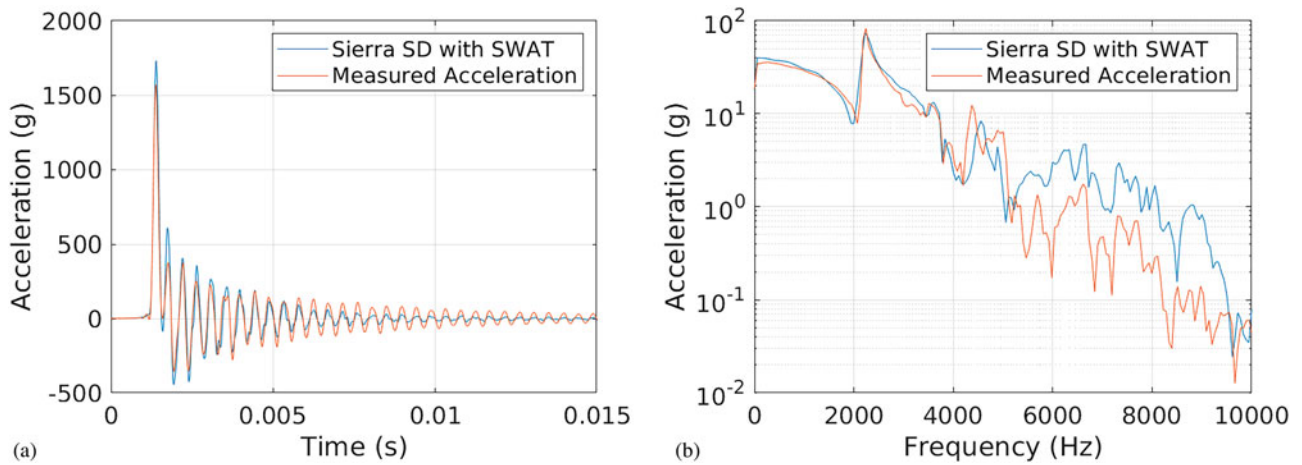 2000
1500
1000
500
0
-500
Acceleration (g)
Sierra SD with SWAT
Measured Acceleration
0
0.005
0.01
0.015
Time (s)
(a)
10^2
10^1
10^0
10^-1
10^-2
Acceleration (g)
Sierra SD with SWAT
Measured Acceleration
0
2000
4000
6000
8000
10000
Frequency (Hz)
(b)